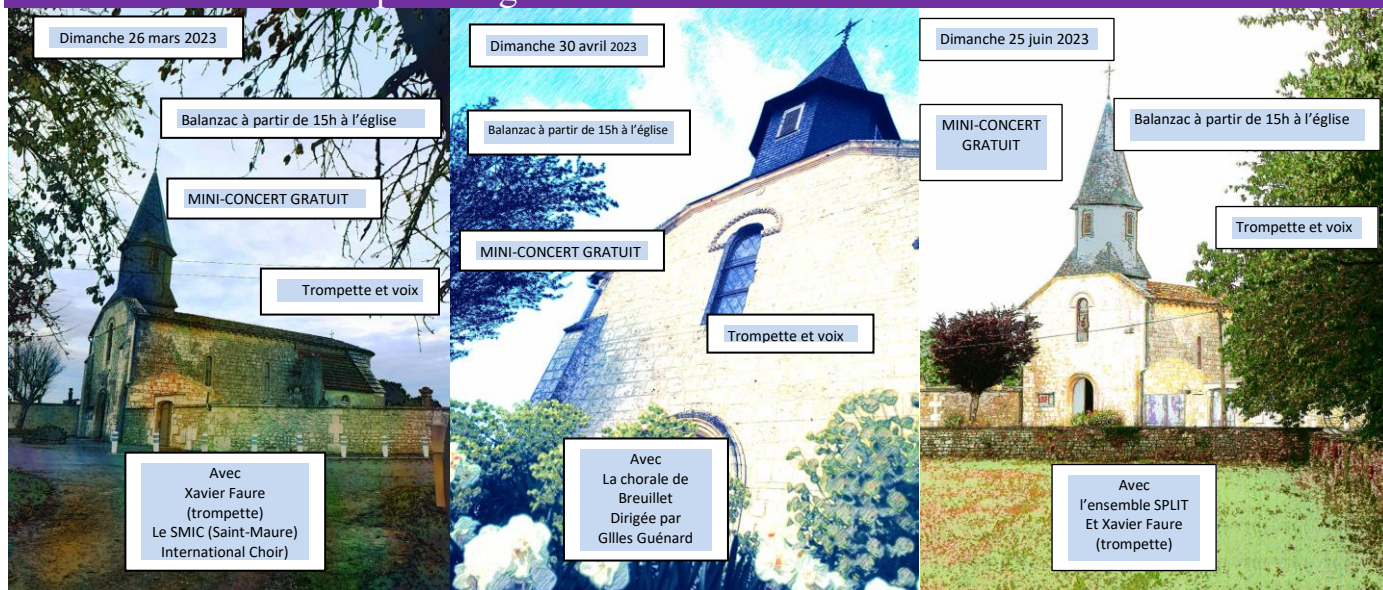 Dimanche 26 mars 2023
Balanzac à partir de 15h à l’église
MINI-CONCERT GRATUIT
Trompette et voix
Avec
Xavier Faure
(trompette)
Le SMIC (Saint-Maure)
International Choir)
Dimanche 30 avril 2023
Balanzac à partir de 15h à l’église
MINI-CONCERT GRATUIT
Trompette et voix
Avec
La chorale de
Breuillet
Dirigée par
GIlles Guénard
Dimanche 25 juin 2023
MINI-CONCERT
GRATUIT
Balanzac à partir de 15h à l’église
Trompette et voix
Avec
l’ensemble SPLIT
Et Xavier Faure
(trompette)